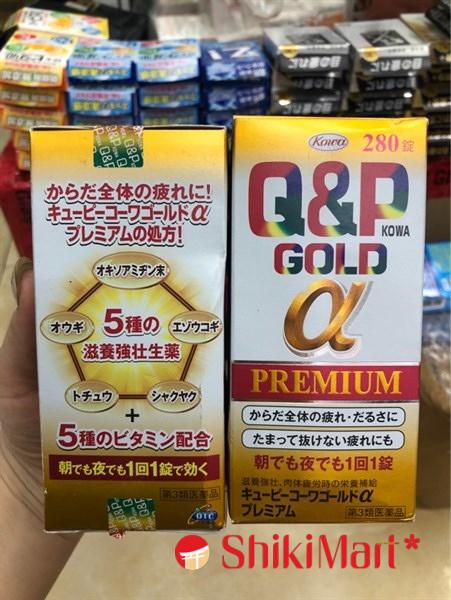 からだ全体の疲れに!
キューピーコーワゴールドα
プレミアムの処方!
オキソアミヂン末
オウギ
5種の
滋養強壮生薬
エゾウコギ
トチュウ
シャクヤク
+
5種のビタミン配合
朝でも夜でも1回1錠で効く
第3類医薬品
OTC
Kowa
280錠
Q&P
KOWA
GOLD
α
PREMIUM
からだ全体の疲れ・だるさに
たまって抜けない疲れにも
朝でも夜でも1回1錠
滋養強壮、肉体疲労時の栄養補給
キューピーコーワゴールドα
プレミアム
第3類医薬品
ShikiMart*